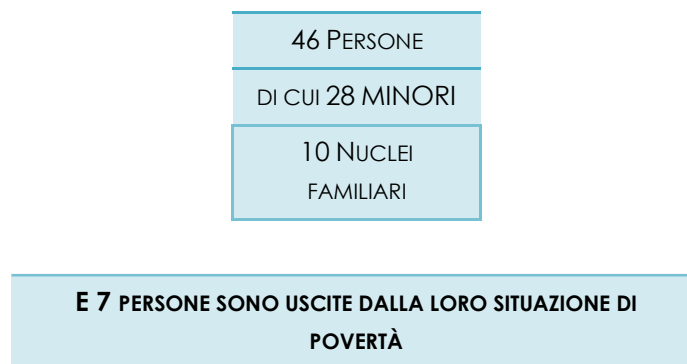 46 PERSONE
DI CUI 28 MINORI
10 NUCLEI
FAMILIARI
E 7 PERSONE SONO USCITE DALLA LORO SITUAZIONE DI
POVERTÀ